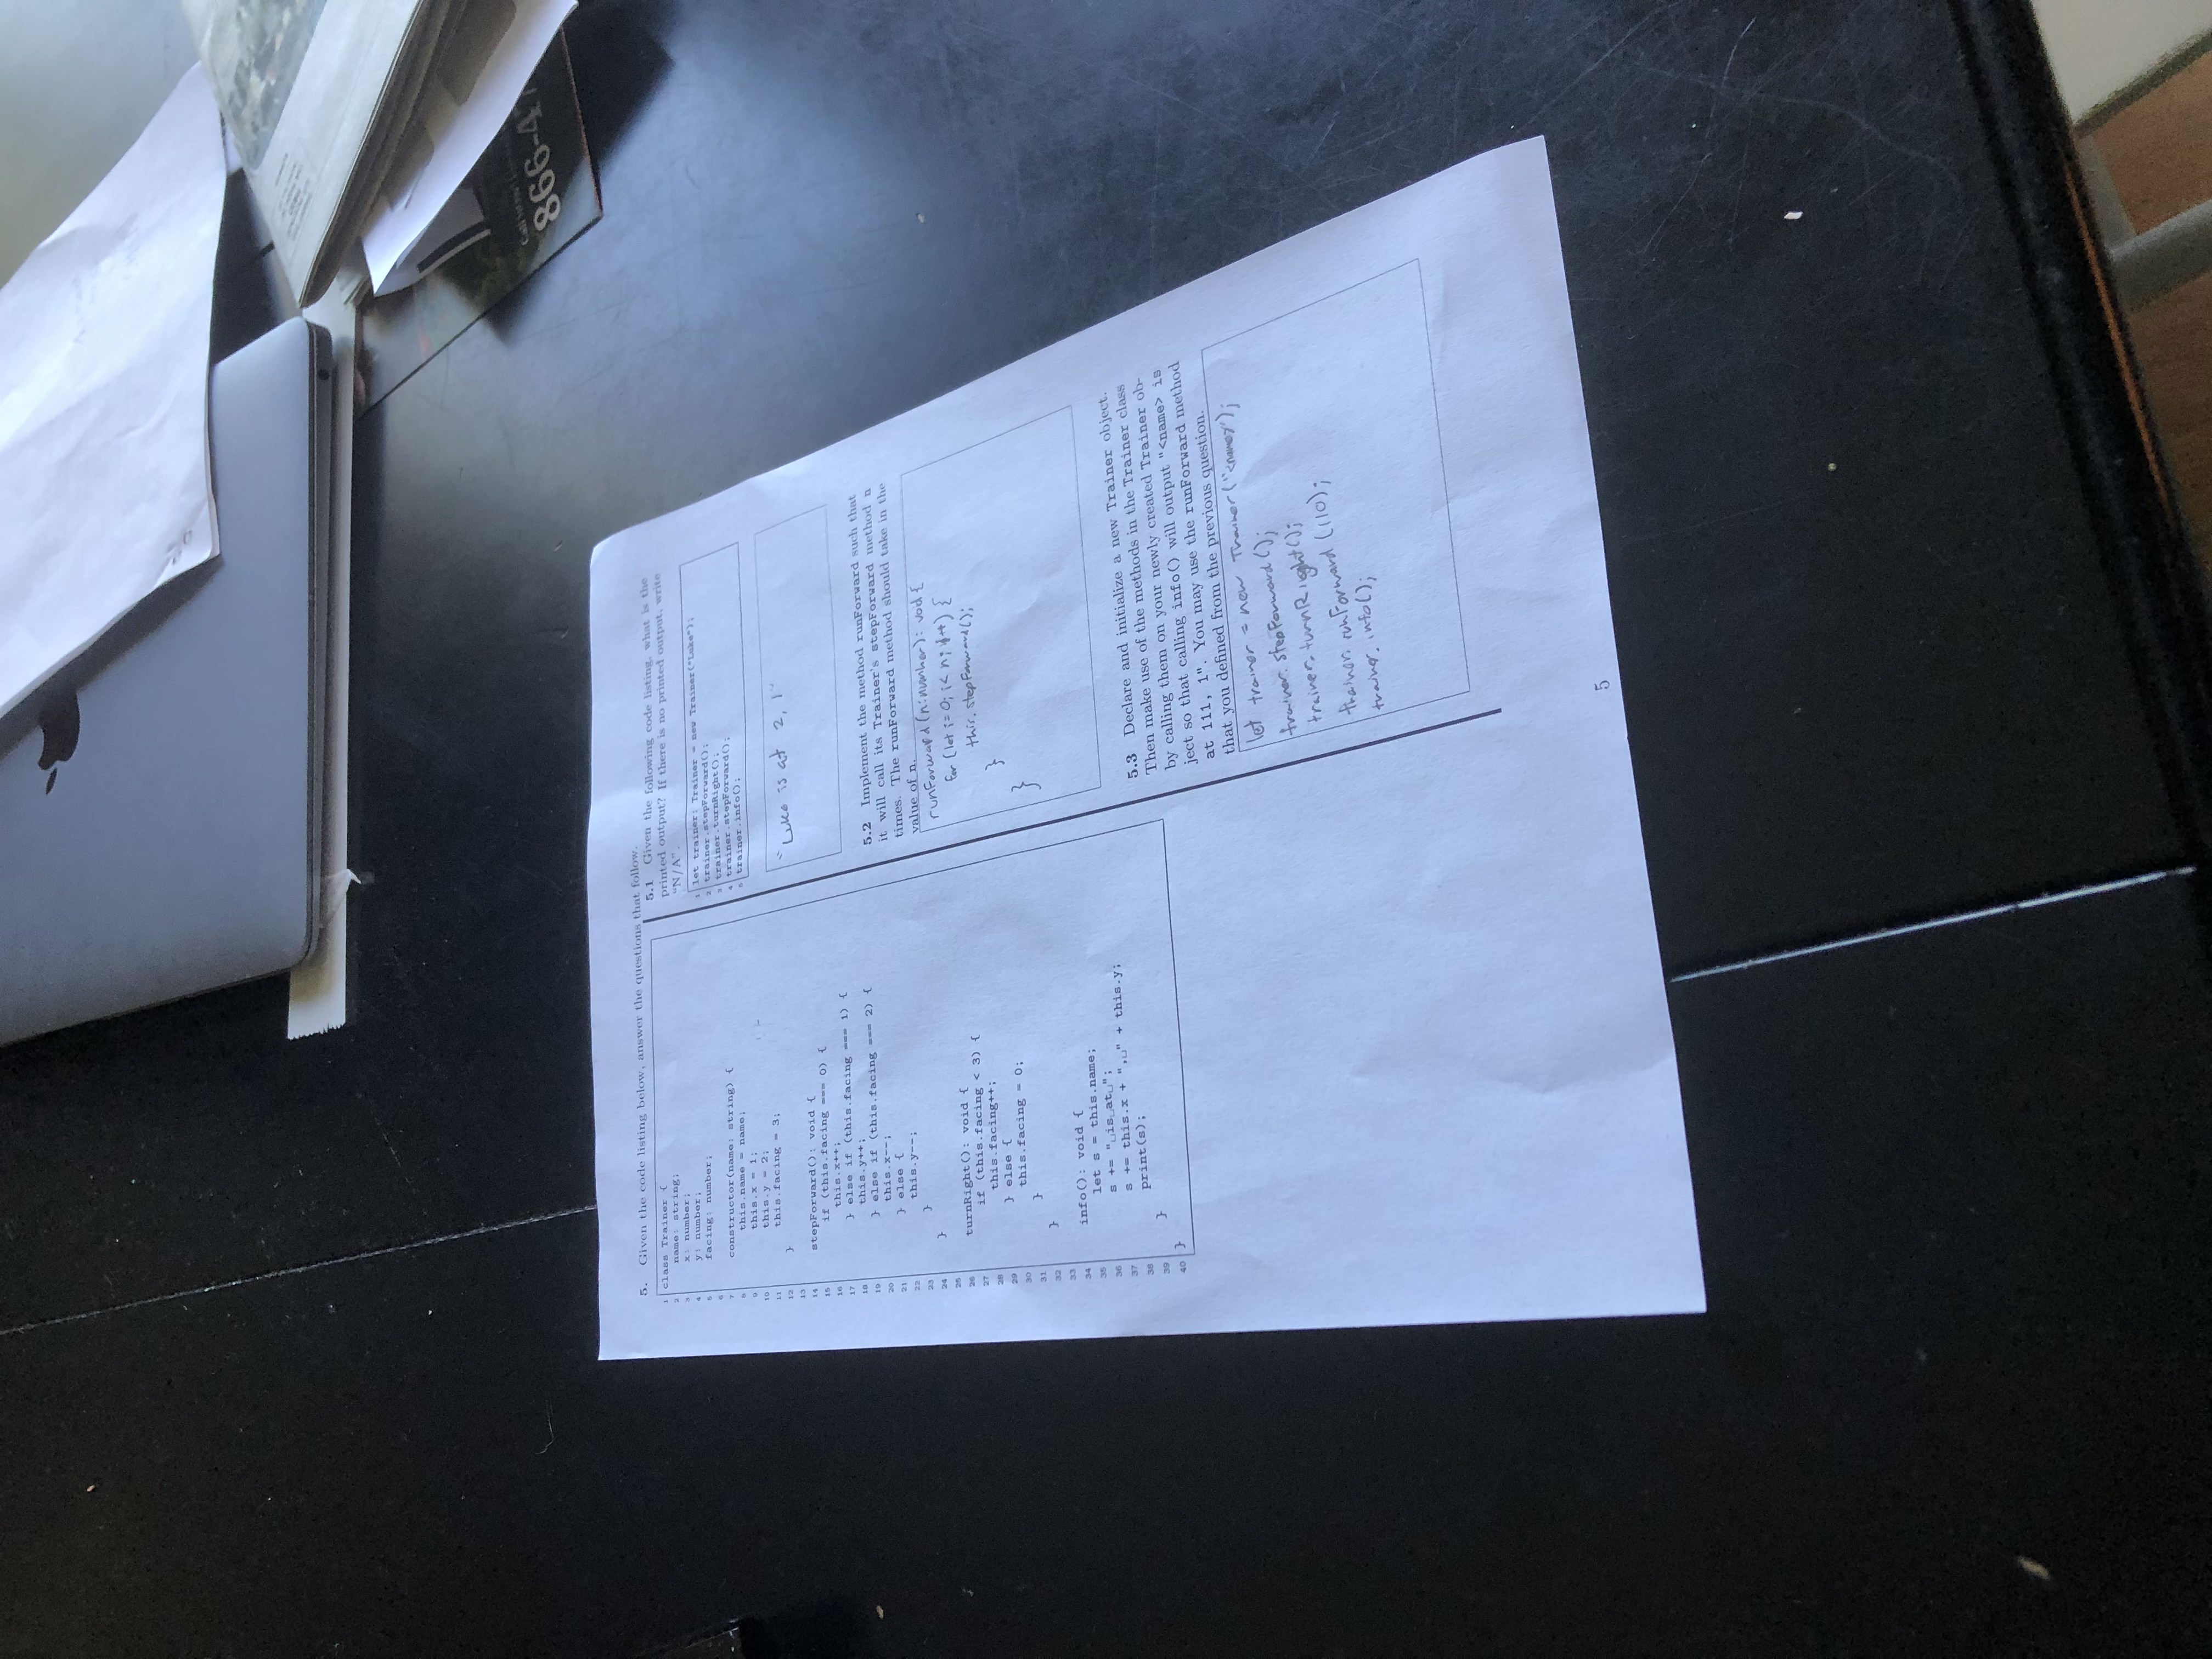 5. Given the code listing below, answer the questions that follow.
1 class Trainer {
2 name: string;
3 x: number;
4 y: number;
5 facing: number;
6
7 constructor(name: string) {
8 this.name = name;
9 this.x = 1;
10 this.y = 2;
11 this.facing = 3;
12 }
13
14 stepForward(): void {
15 if (this.facing === 0) {
16 this.x++;
17 } else if (this.facing === 1) {
18 this.y++;
19 } else if (this.facing === 2) {
20 this.x--;
21 } else {
22 this.y--;
23 }
24 }
25
26 turnRight(): void {
27 if (this.facing < 3) {
28 this.facing++;
29 } else {
30 this.facing = 0;
31 }
32 }
33
34 info(): void {
35 let s = this.name;
36 s += "␣is␣at␣";
37 s += this.x + ",␣" + this.y;
38 print(s);
39 }
40 }
5.1 Given the following code listing, what is the
printed output? If there is no printed output, write
"N/A".
1 let trainer: Trainer = new Trainer("Luke");
2 trainer.stepForward();
3 trainer.turnRight();
4 trainer.stepForward();
5 trainer.info();
"Luke is at 2, 1"
5.2 Implement the method runForward such that
it will call its Trainer's stepForward method n
times. The runForward method should take in the
value of n.
runForward (n:number): void {
for (let i=0; i< n; i++) {
this.stepForward();
}
}
5.3 Declare and initialize a new Trainer object.
Then make use of the methods in the Trainer class
by calling them on your newly created Trainer ob-
ject so that calling info() will output "<name> is
at 111, 1". You may use the runForward method
that you defined from the previous question.
let trainer = new Trainer("<name>");
trainer.stepForward();
trainer.turnRight();
trainer.runForward(110);
trainer.info();
5
866-47